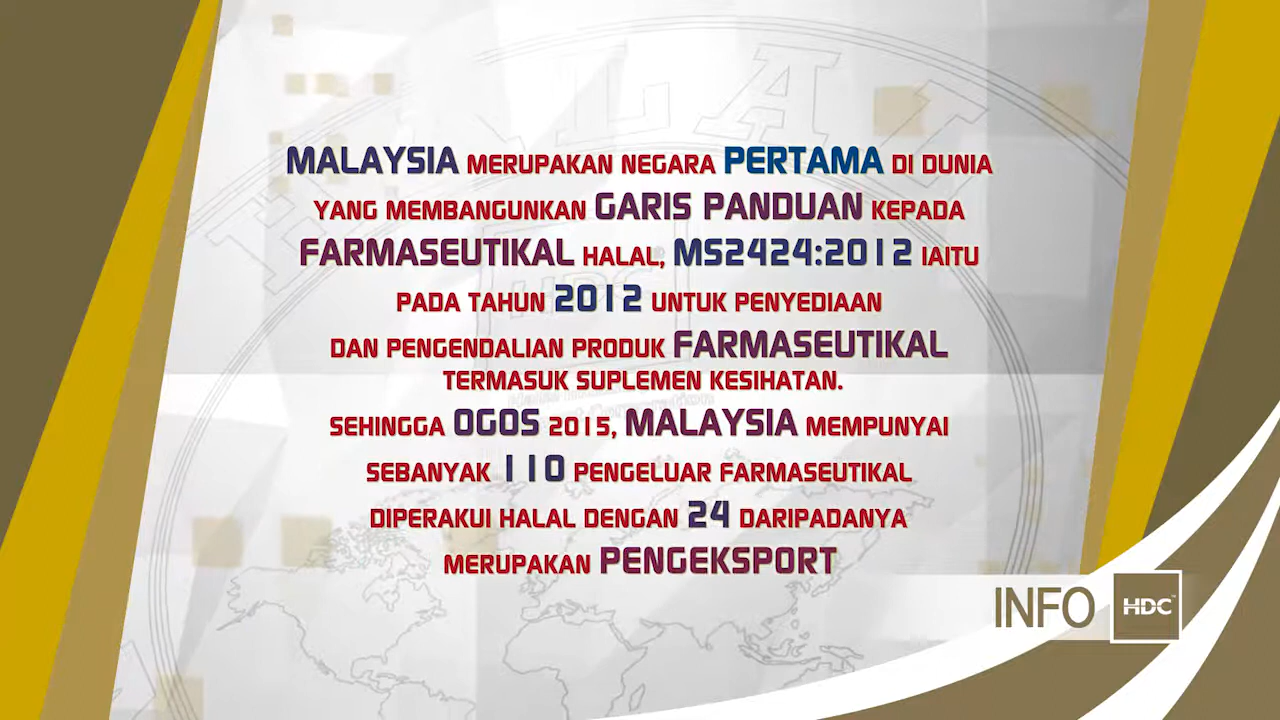 MALAYSIA MERUPAKAN NEGARA PERTAMA DI DUNIA
YANG MEMBANGUNKAN GARIS PANDUAN KEPADA
FARMASEUTIKAL HALAL, MS2424:2012 IAITU
PADA TAHUN 2012 UNTUK PENYEDIAAN
DAN PENGENDALIAN PRODUK FARMASEUTIKAL
TERMASUK SUPLEMEN KESIHATAN.
SEHINGGA OGOS 2015, MALAYSIA MEMPUNYAI
SEBANYAK 110 PENGELUAR FARMASEUTIKAL
DIPERAKUI HALAL DENGAN 24 DARIPADANYA
MERUPAKAN PENGEKSPORT
INFO HDC™